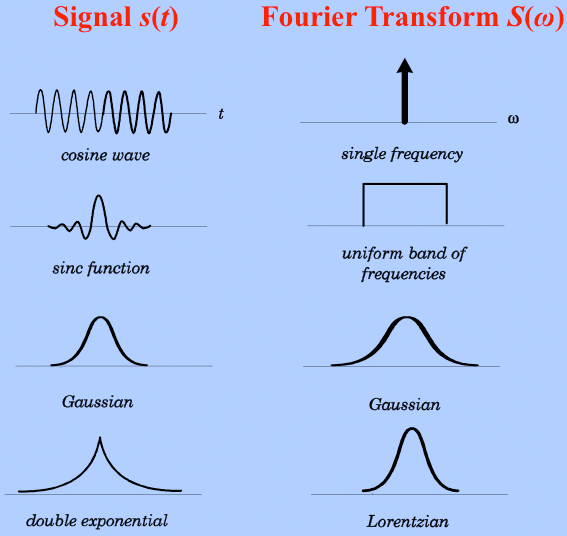 Signal s(t) Fourier Transform S(ω)
t ω
cosine wave single frequency
sinc function uniform band of
frequencies
Gaussian Gaussian
double exponential Lorentzian